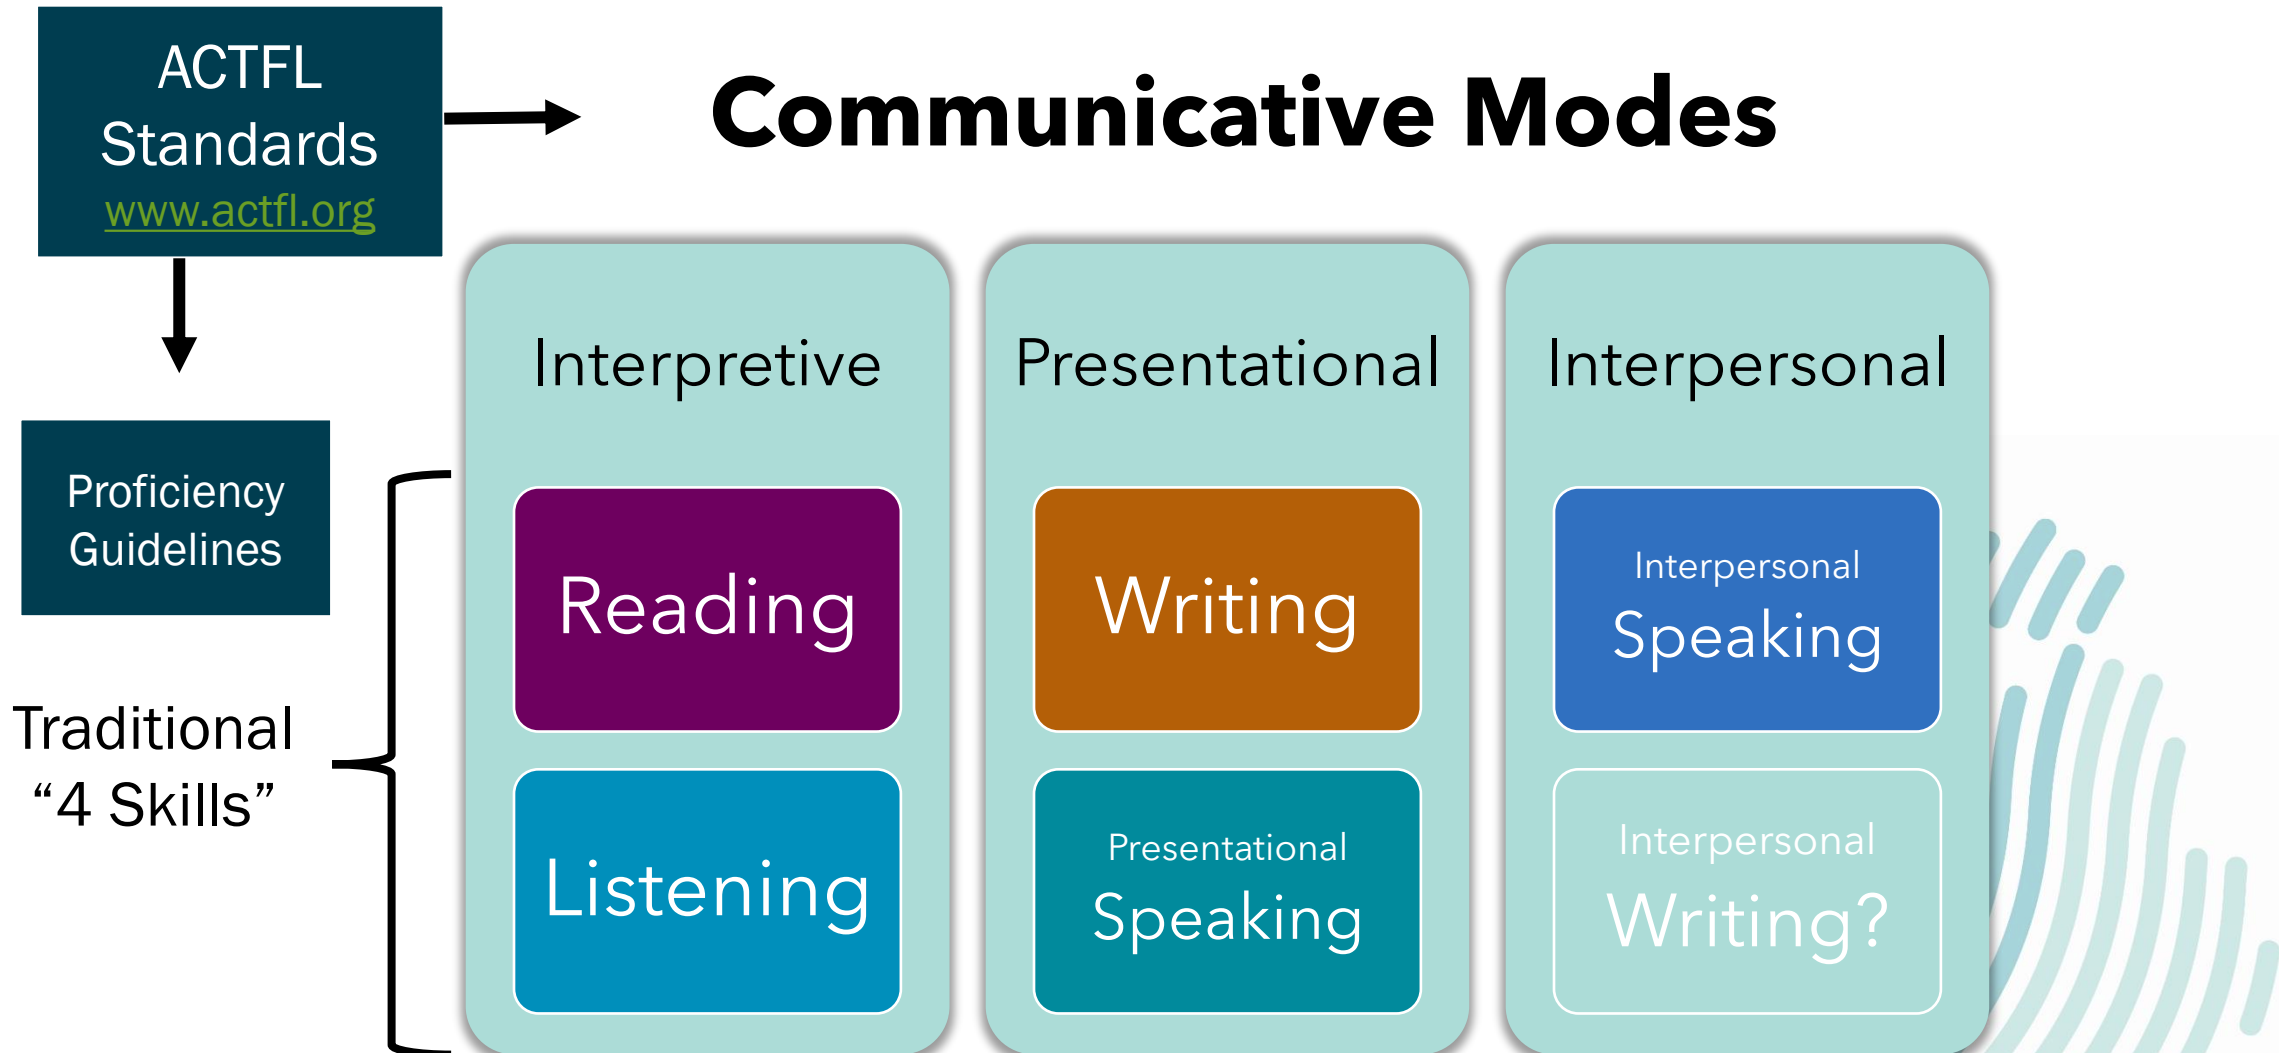 ACTFL
Standards
www.actfl.org
Communicative Modes
Proficiency
Guidelines
Traditional
“4 Skills”
Interpretive
Reading
Listening
Presentational
Writing
Presentational
Speaking
Interpersonal
Interpersonal
Speaking
Interpersonal
Writing?